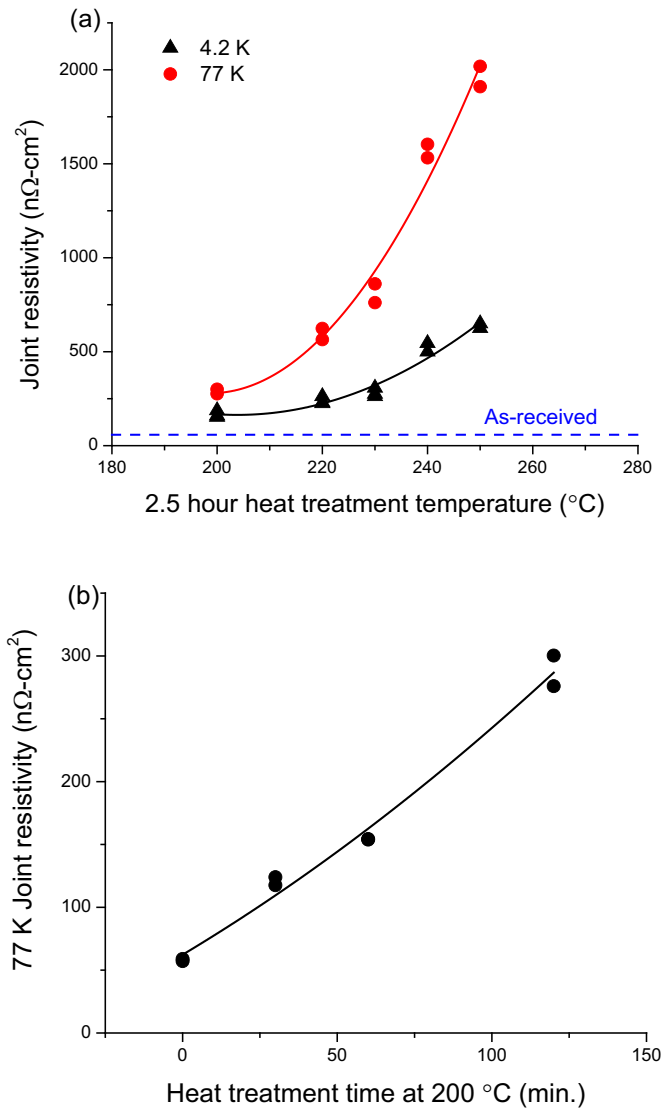 (a)
4.2 K
77 K
2000
1500
1000
500
0
Joint resistivity (nΩ-cm²)
As-received
180 200 220 240 260 280
2.5 hour heat treatment temperature (°C)
(b)
300
200
100
0
77 K Joint resistivity (nΩ-cm²)
0 50 100 150
Heat treatment time at 200 °C (min.)